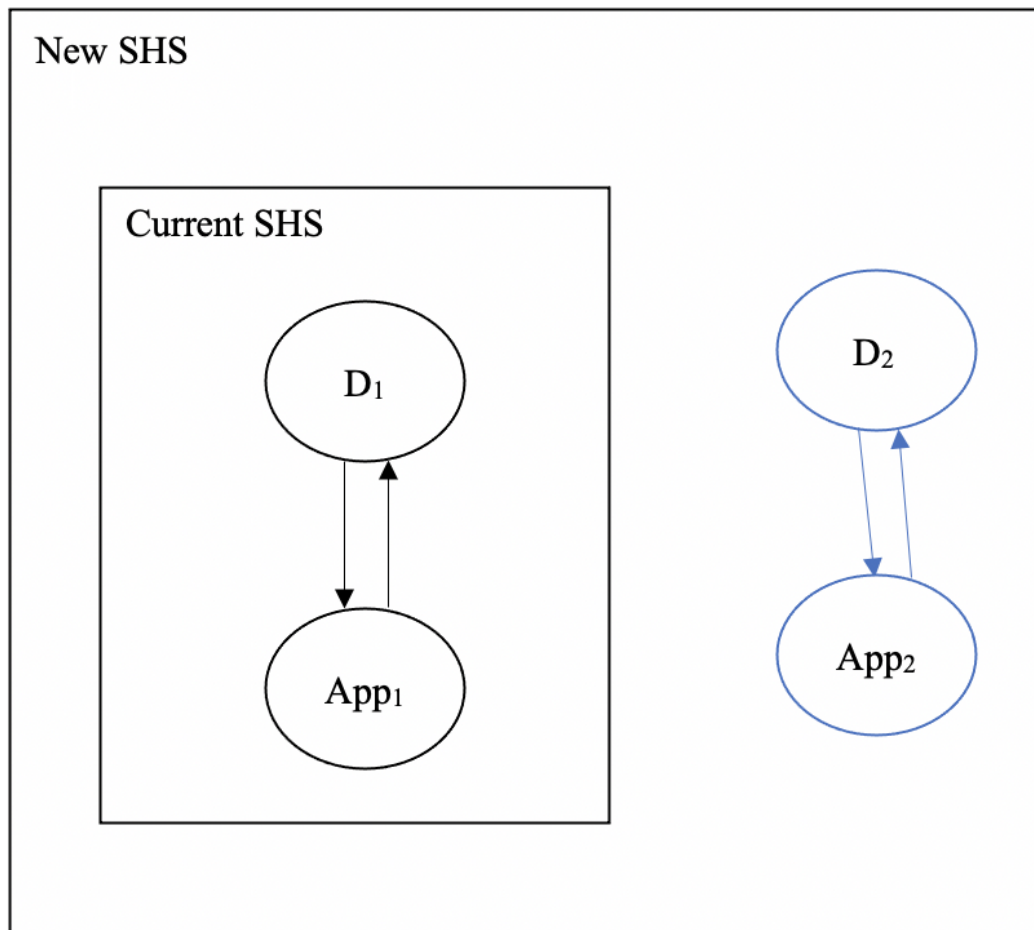 New SHS
Current SHS
D₁
D₂
App₁
App₂